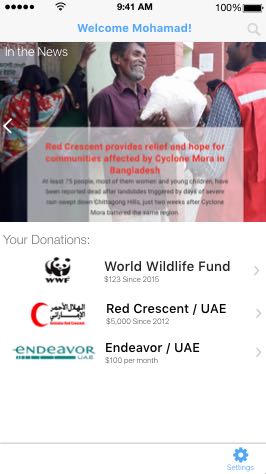 9:41 AM
100%
Welcome Mohamad!
In the News
Red Crescent provides relief and hope for
communities affected by Cyclone Mora in
Bangladesh
At least 75 people, most of them women and young children, have
been reported dead after landslides triggered by days of severe
rain swept down Chittagong Hills, just two weeks after Cyclone
Mora battered the same region.
Your Donations:
WWF
World Wildlife Fund
$123 Since 2015
الهلال الأحمر
الإماراتي
Emirates Red Crescent
Red Crescent / UAE
$5,000 Since 2012
enDeavor
UAE
Endeavor / UAE
$100 per month
Settings